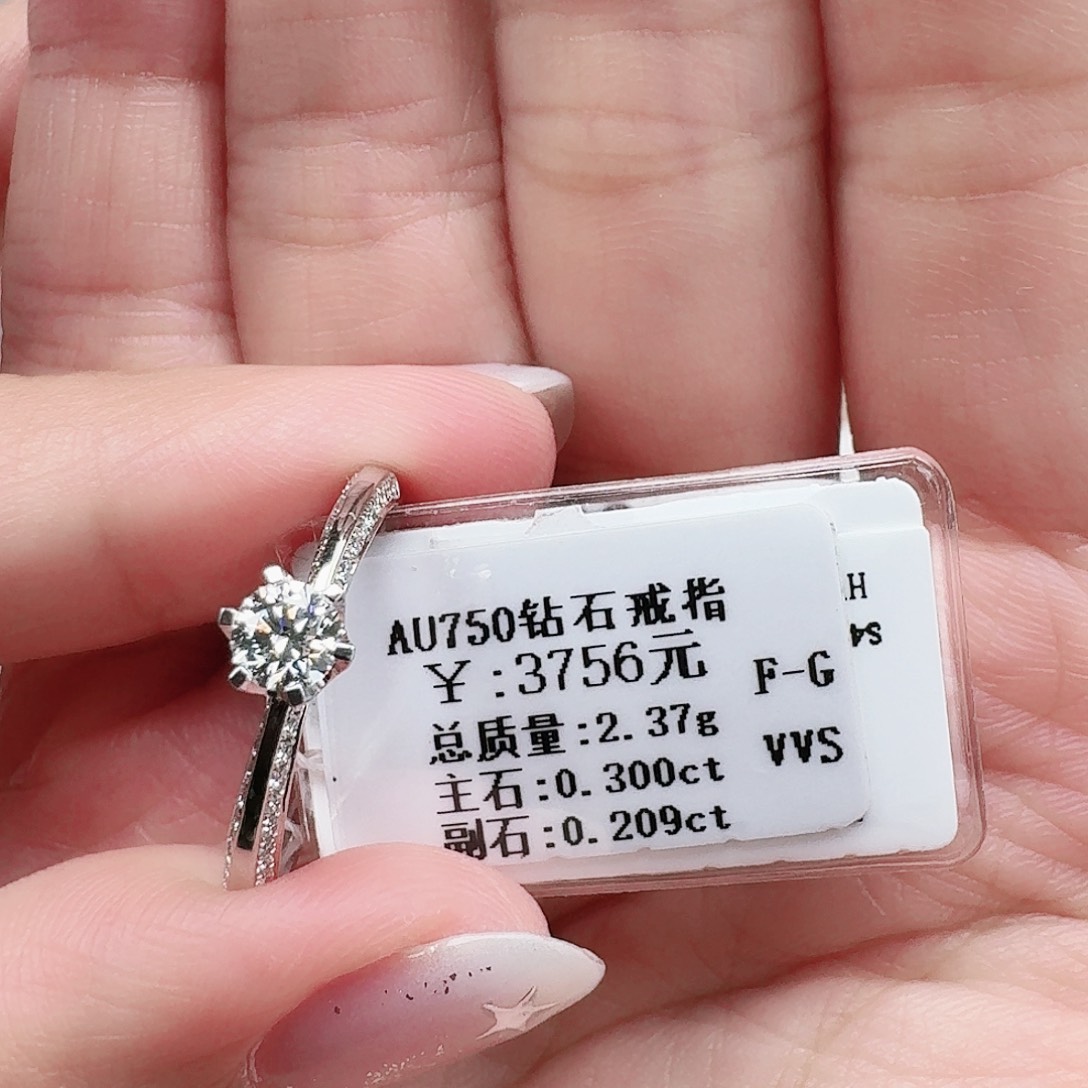 AU750钻石戒指
¥:3756元
F-G
总质量:2.37g
VVS
主石:0.300ct
副石:0.209ct
H